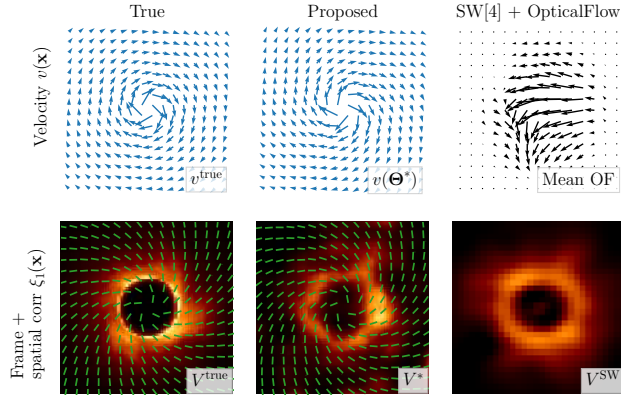 True
Proposed
SW[4] + OpticalFlow
Velocity v(𝐱)
v^true
v(𝚯*)
Mean OF
Frame +
spatial corr ξ₁(𝐱)
V^true
V*
V^SW